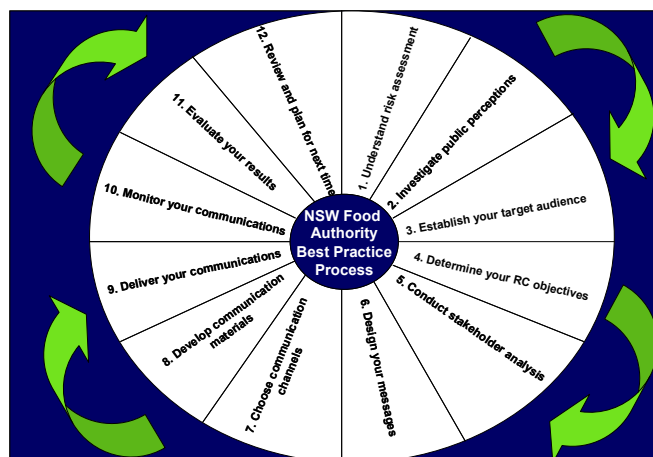 NSW Food
Authority
Best Practice
Process
1. Understand risk assessment
2. Investigate public perceptions
3. Establish your target audience
4. Determine your RC objectives
5. Conduct stakeholder analysis
6. Design your messages
7. Choose communication
channels
8. Develop communication
materials
9. Deliver your communications
10. Monitor your communications
11. Evaluate your results
12. Review and plan for next time